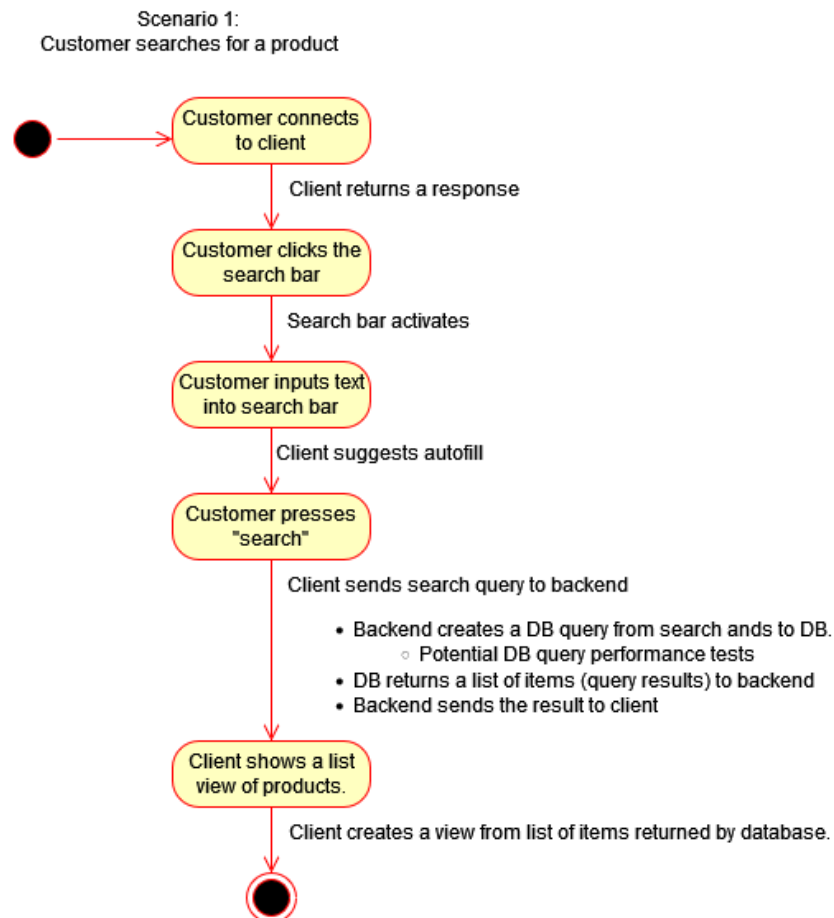 Scenario 1:
Customer searches for a product
Customer connects
to client
Client returns a response
Customer clicks the
search bar
Search bar activates
Customer inputs text
into search bar
Client suggests autofill
Customer presses
"search"
Client sends search query to backend
• Backend creates a DB query from search ands to DB.
○ Potential DB query performance tests
• DB returns a list of items (query results) to backend
• Backend sends the result to client
Client shows a list
view of products.
Client creates a view from list of items returned by database.